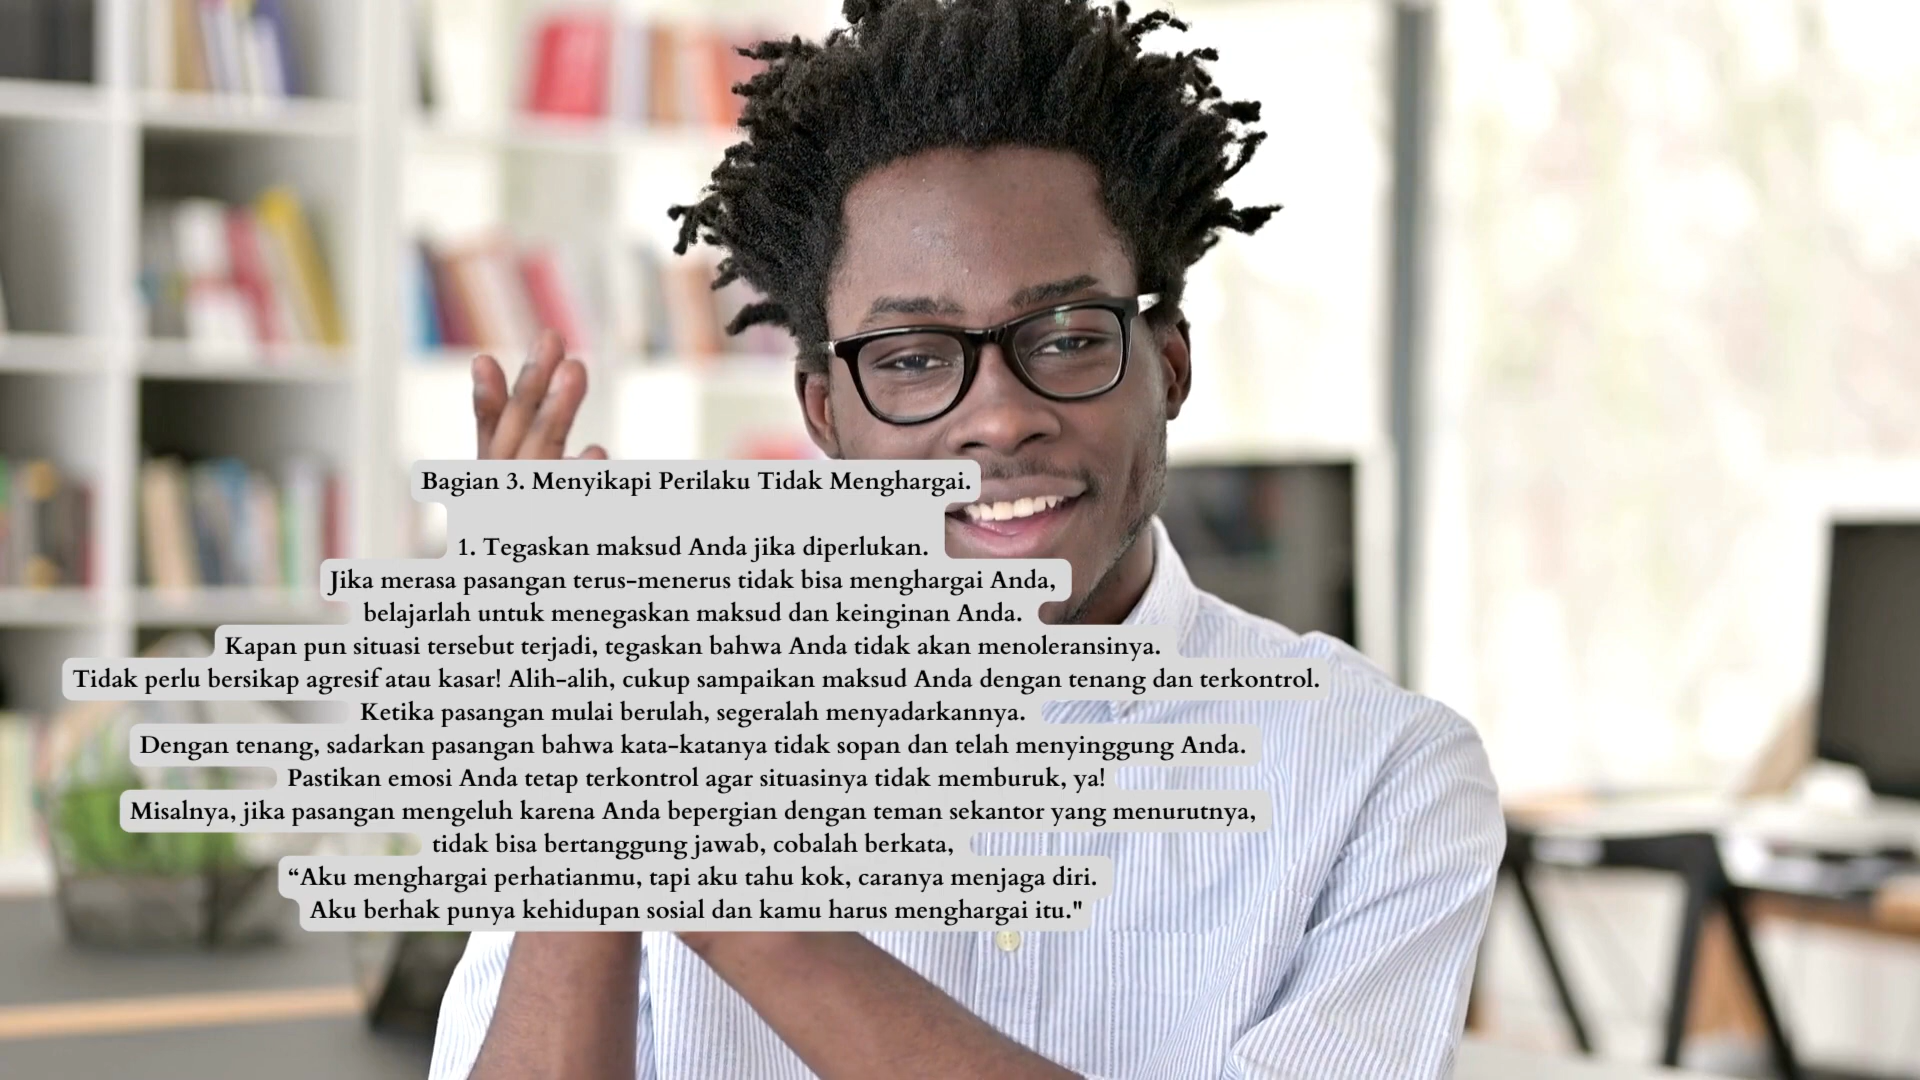 Bagian 3. Menyikapi Perilaku Tidak Menghargai.
1. Tegaskan maksud Anda jika diperlukan.
Jika merasa pasangan terus-menerus tidak bisa menghargai Anda,
belajarlah untuk menegaskan maksud dan keinginan Anda.
Kapan pun situasi tersebut terjadi, tegaskan bahwa Anda tidak akan menoleransinya.
Tidak perlu bersikap agresif atau kasar! Alih-alih, cukup sampaikan maksud Anda dengan tenang dan terkontrol.
Ketika pasangan mulai berulah, segeralah menyadarkannya.
Dengan tenang, sadarkan pasangan bahwa kata-katanya tidak sopan dan telah menyinggung Anda.
Pastikan emosi Anda tetap terkontrol agar situasinya tidak memburuk, ya!
Misalnya, jika pasangan mengeluh karena Anda bepergian dengan teman sekantor yang menurutnya,
tidak bisa bertanggung jawab, cobalah berkata,
“Aku menghargai perhatianmu, tapi aku tahu kok, caranya menjaga diri.
Aku berhak punya kehidupan sosial dan kamu harus menghargai itu."